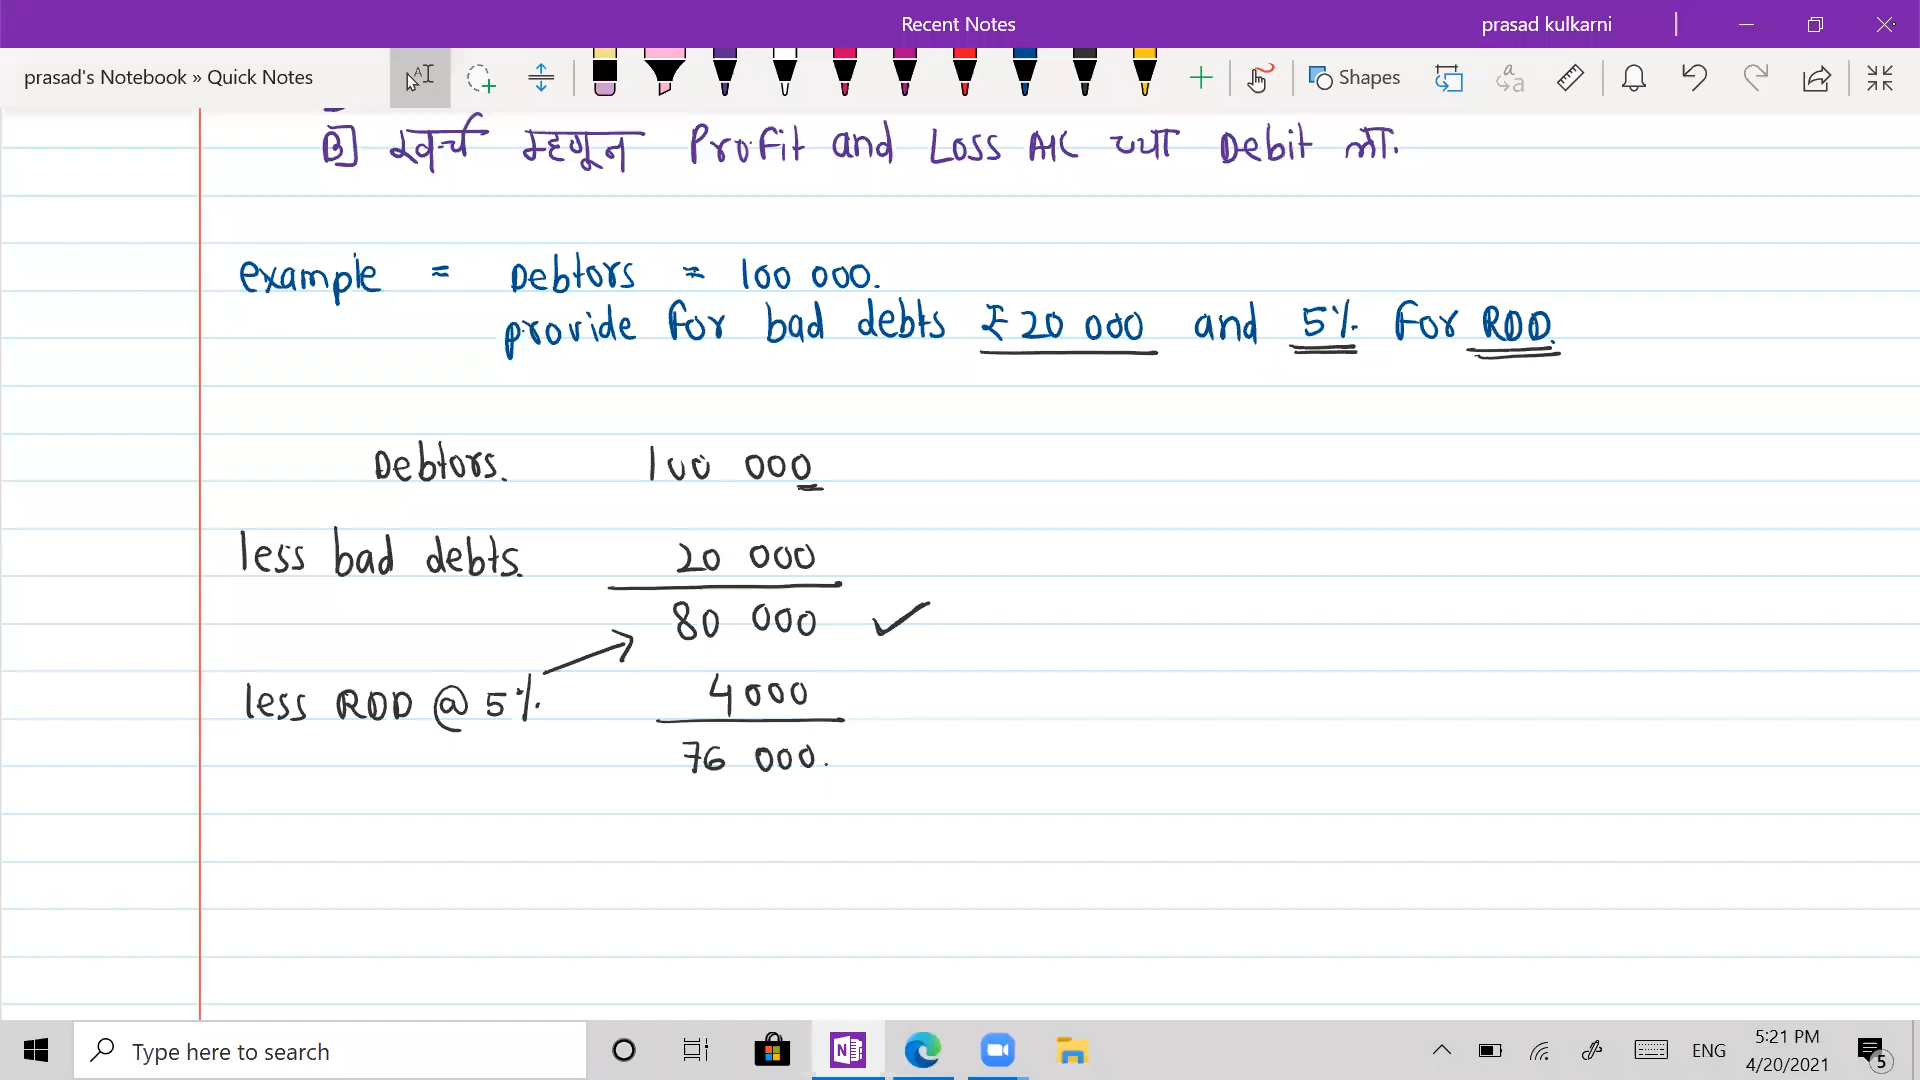 Recent Notes
prasad kulkarni
prasad's Notebook » Quick Notes
Shapes
B] खर्च म्हणून Profit and Loss A/C च्या Debit ला.
example = Debtors = 100 000.
provide for bad debts ₹ 20 000 and 5% for RDD.
Debtors. 100 000
less bad debts. 20 000
80 000 ✓
less RDD @ 5% 4000
76 000.
Type here to search
ENG
5:21 PM
4/20/2021
5